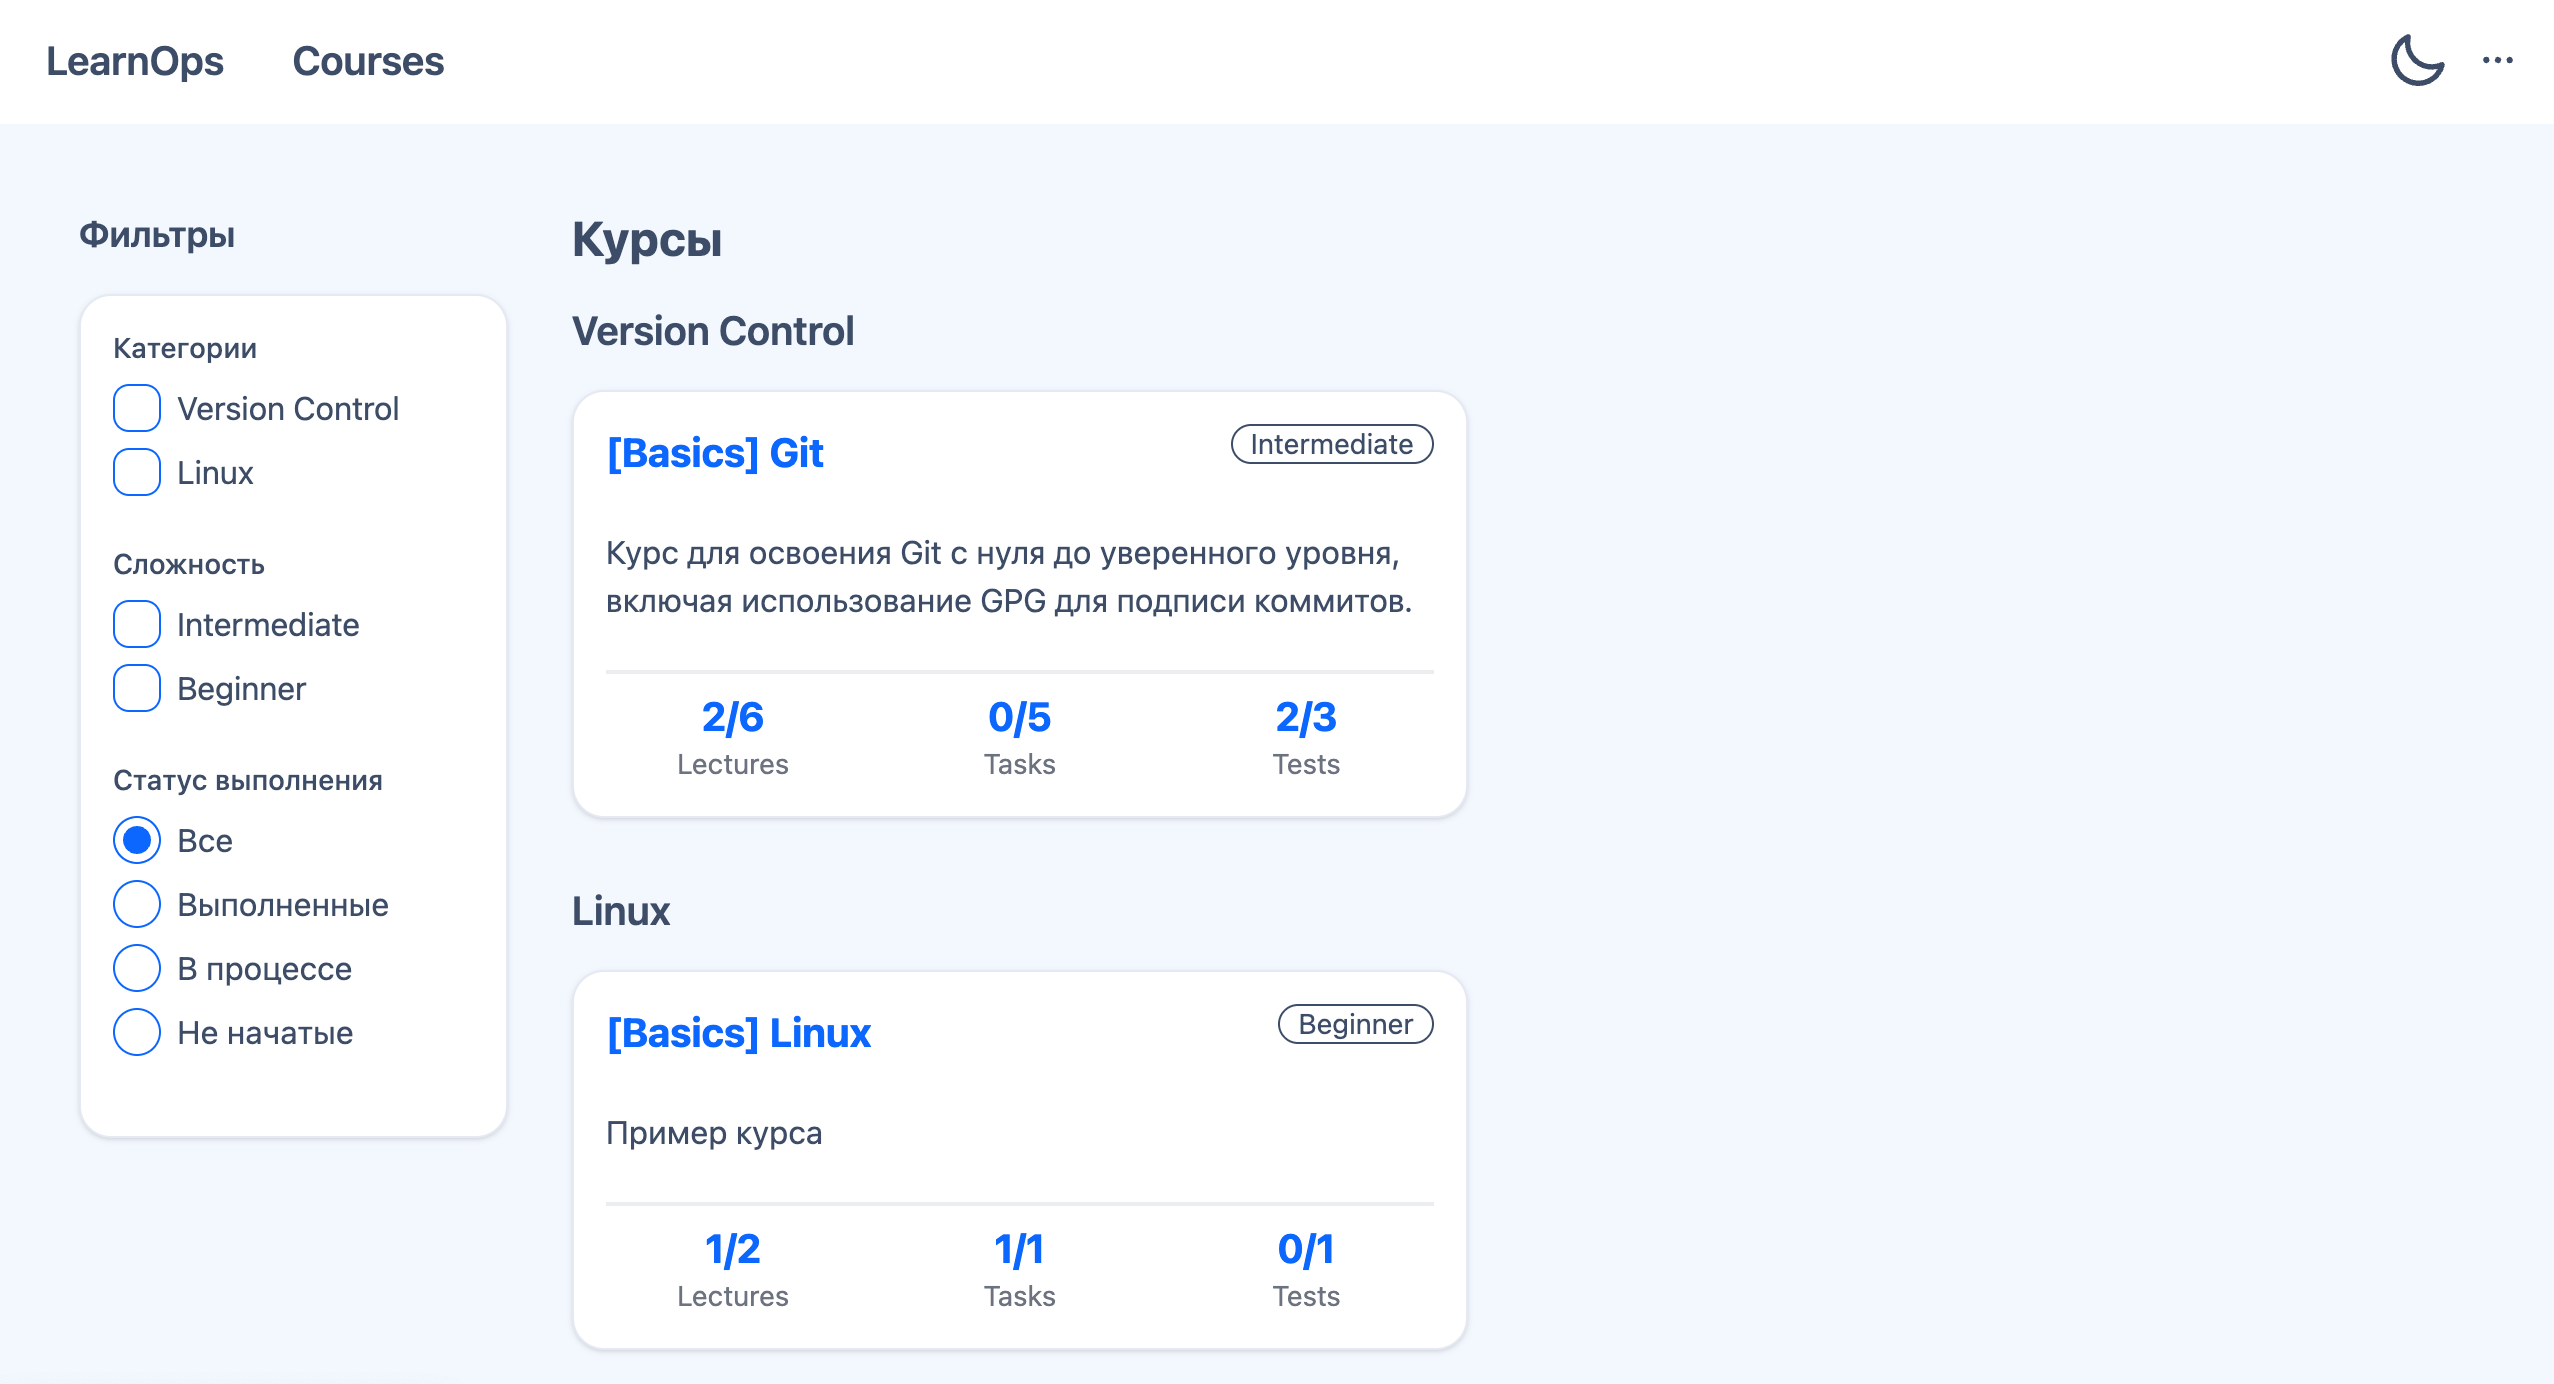 LearnOps
Courses
Фильтры
Категории
Version Control
Linux
Сложность
Intermediate
Beginner
Статус выполнения
Все
Выполненные
В процессе
Не начатые
Курсы
Version Control
[Basics] Git
Intermediate
Курс для освоения Git с нуля до уверенного уровня,
включая использование GPG для подписи коммитов.
2/6
Lectures
0/5
Tasks
2/3
Tests
Linux
[Basics] Linux
Beginner
Пример курса
1/2
Lectures
1/1
Tasks
0/1
Tests